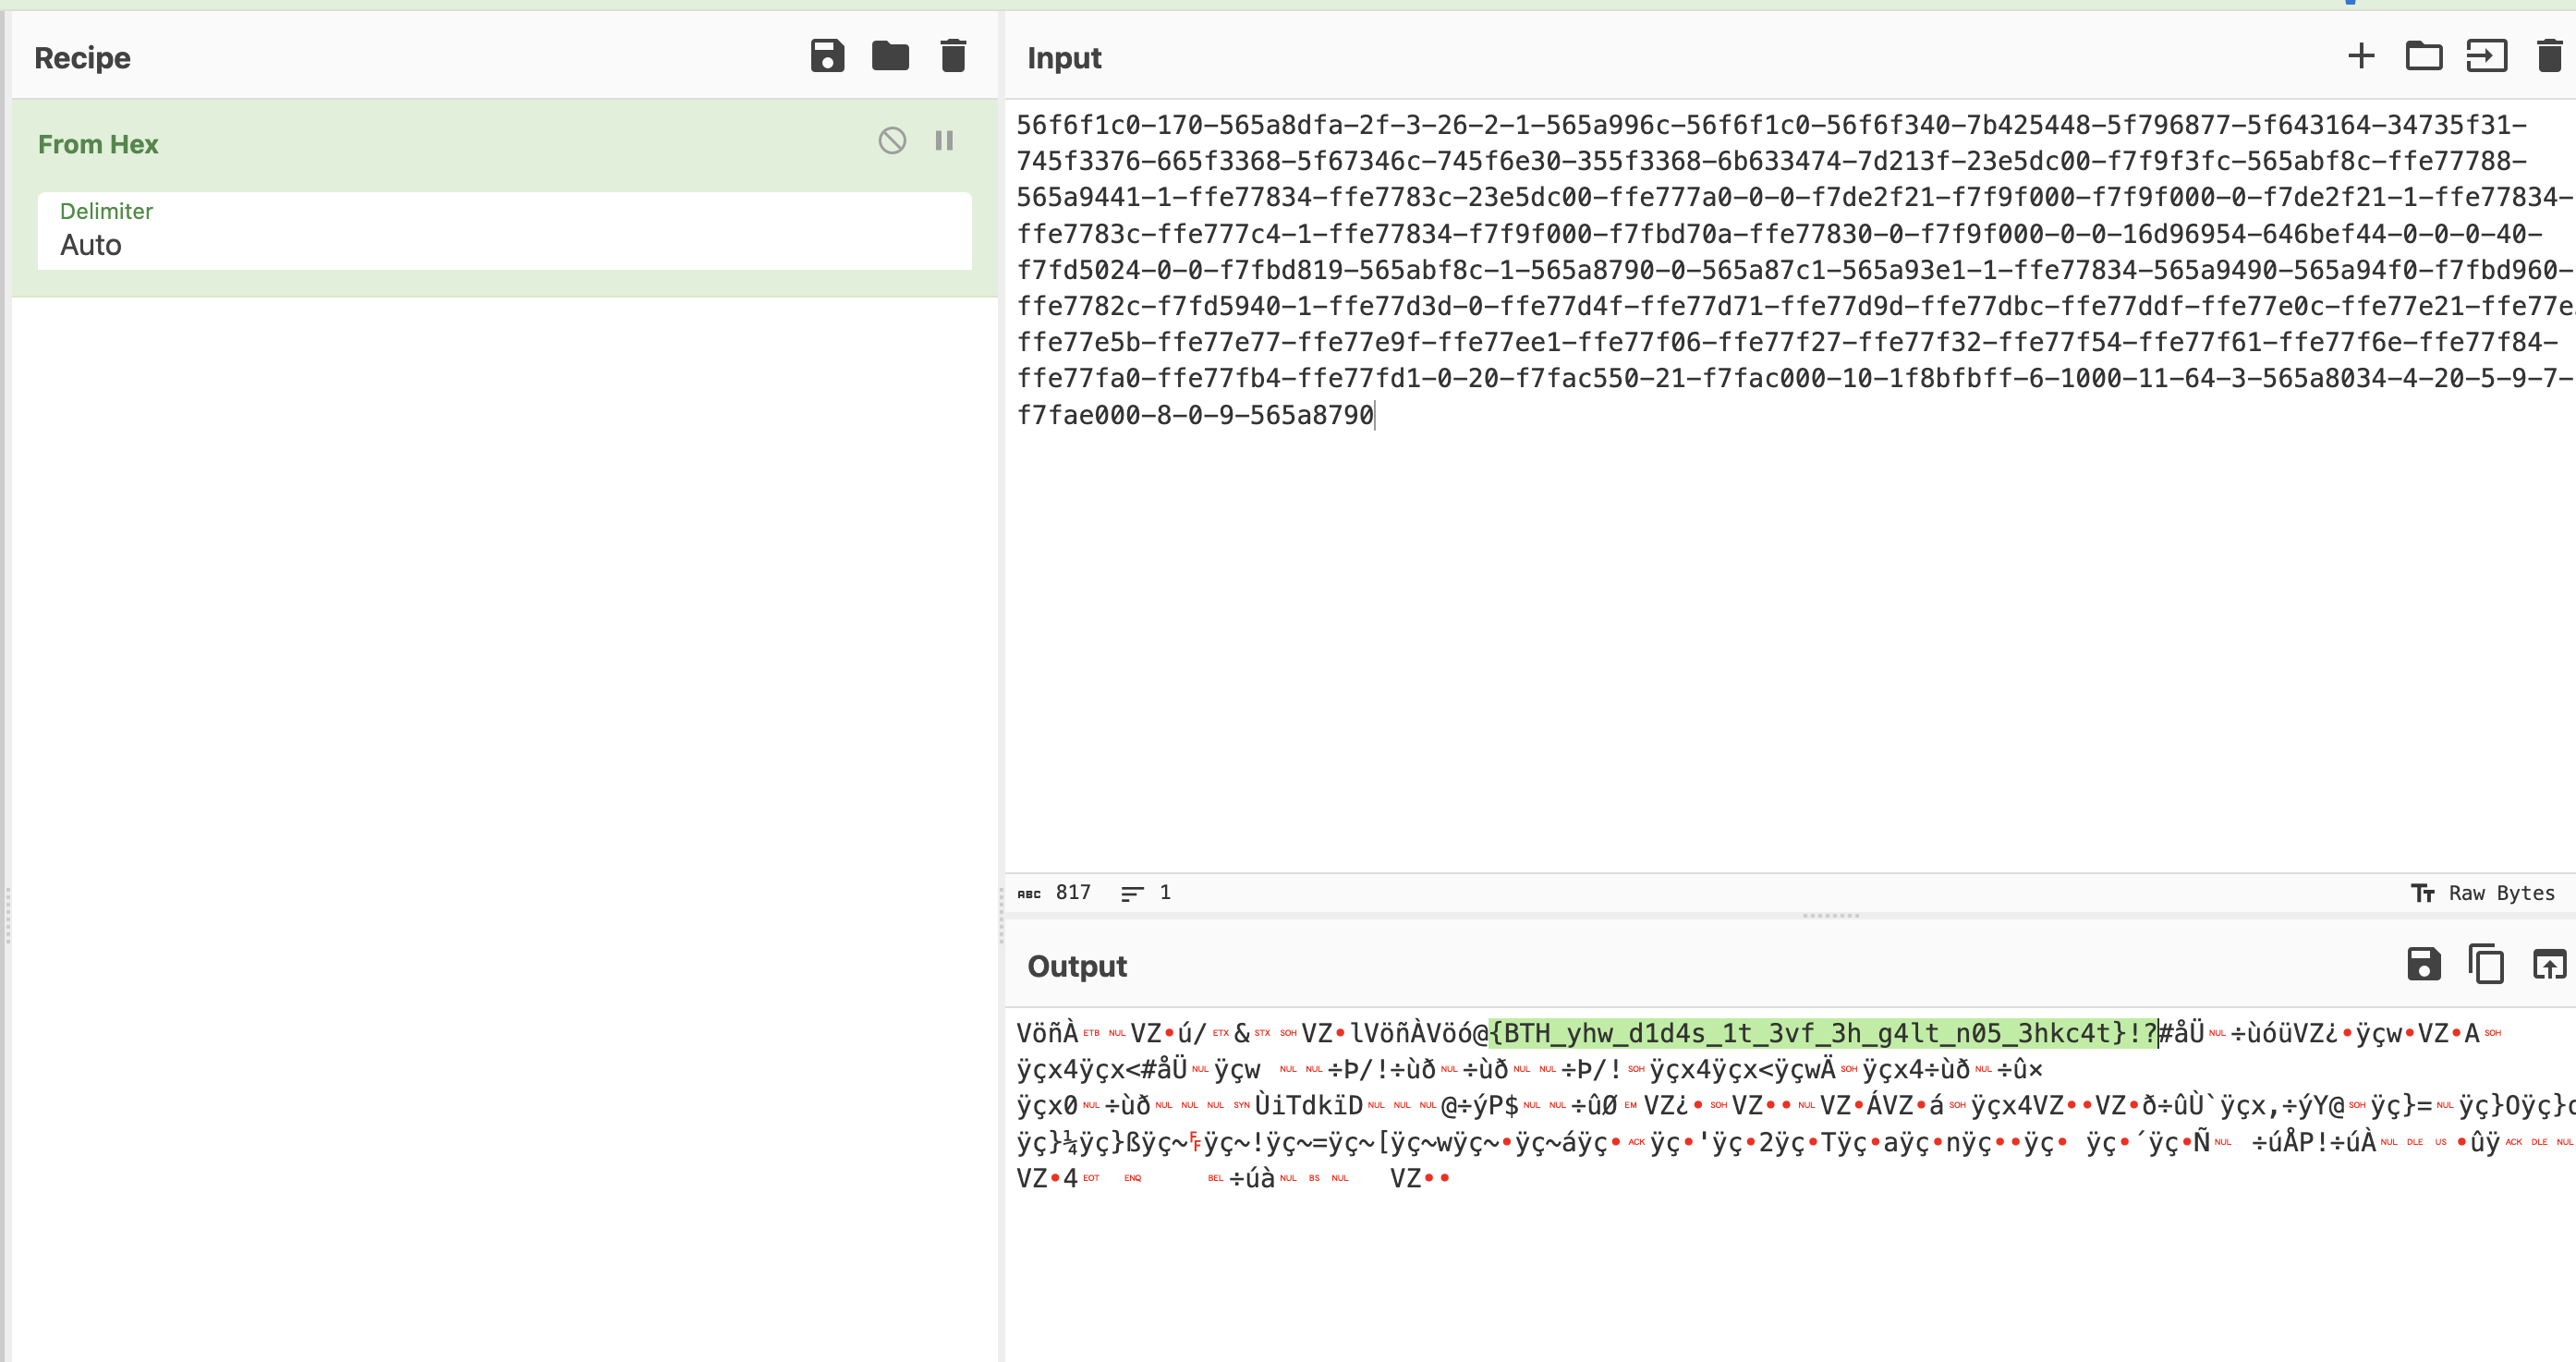 Recipe
From Hex
Delimiter
Auto
Input
56f6f1c0-170-565a8dfa-2f-3-26-2-1-565a996c-56f6f1c0-56f6f340-7b425448-5f796877-5f643164-34735f31-
745f3376-665f3368-5f67346c-745f6e30-355f3368-6b633474-7d213f-23e5dc00-f7f9f3fc-565abf8c-ffe77788-
565a9441-1-ffe77834-ffe7783c-23e5dc00-ffe777a0-0-0-f7de2f21-f7f9f000-f7f9f000-0-f7de2f21-1-ffe77834-
ffe7783c-ffe777c4-1-ffe77834-f7f9f000-f7fbd70a-ffe77830-0-f7f9f000-0-0-16d96954-646bef44-0-0-0-40-
f7fd5024-0-0-f7fbd819-565abf8c-1-565a8790-0-565a87c1-565a93e1-1-ffe77834-565a9490-565a94f0-f7fbd960-
ffe7782c-f7fd5940-1-ffe77d3d-0-ffe77d4f-ffe77d71-ffe77d9d-ffe77dbc-ffe77ddf-ffe77e0c-ffe77e21-ffe77e
ffe77e5b-ffe77e77-ffe77e9f-ffe77ee1-ffe77f06-ffe77f27-ffe77f32-ffe77f54-ffe77f61-ffe77f6e-ffe77f84-
ffe77fa0-ffe77fb4-ffe77fd1-0-20-f7fac550-21-f7fac000-10-1f8bfbff-6-1000-11-64-3-565a8034-4-20-5-9-7-
f7fae000-8-0-9-565a8790
ABC 817 1
Tт Raw Bytes
Output
VöñÀ ETB NUL VZ•ú/ ETX & STX SOH VZ•lVöñÀVöó@{BTH_yhw_d1d4s_1t_3vf_3h_g4lt_n05_3hkc4t}!?#åÜ NUL ÷ùóüVZ¿•ÿçw•VZ•A SOH
ÿçx4ÿçx<#åÜ NUL ÿçw  NUL NUL ÷Þ/!÷ùð NUL ÷ùð NUL NUL ÷Þ/! SOH ÿçx4ÿçx<ÿçwÄ SOH ÿçx4÷ùð NUL ÷û×
ÿçx0 NUL ÷ùð NUL NUL NUL SYN ÙiTdkïD NUL NUL NUL @÷ýP$ NUL NUL ÷ûØ EM VZ¿• SOH VZ•• NUL VZ•ÁVZ•á SOH ÿçx4VZ••VZ•ð÷ûÙ`ÿçx,÷ýY@ SOH ÿç}= NUL ÿç}Oÿç}
ÿç}¼ÿç}ßÿç~ FF ÿç~!ÿç~=ÿç~[ÿç~wÿç~•ÿç~áÿç• ACK ÿç•'ÿç•2ÿç•Tÿç•aÿç•nÿç••ÿç• ÿç•´ÿç•Ñ NUL  ÷úÅP!÷úÀ NUL DLE US •ûÿ ACK DLE NUL
VZ•4 EOT  ENQ  BEL ÷úà NUL BS NUL  VZ••